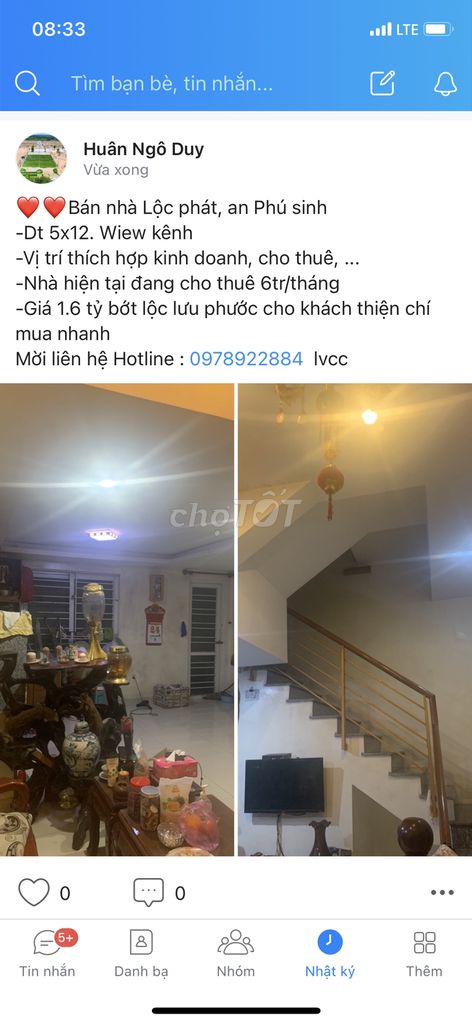 08:33
LTE
Tìm bạn bè, tin nhắn...
Huân Ngô Duy
Vừa xong
❤️❤️Bán nhà Lộc phát, an Phú sinh
-Dt 5x12. Wiew kênh
-Vị trí thích hợp kinh doanh, cho thuê, ...
-Nhà hiện tại đang cho thuê 6tr/tháng
-Giá 1.6 tỷ bớt lộc lưu phước cho khách thiện chí
mua nhanh
Mời liên hệ Hotline : 0978922884 lvcc
chợTỐT
0 0
5+
Tin nhắn Danh bạ Nhóm Nhật ký Thêm